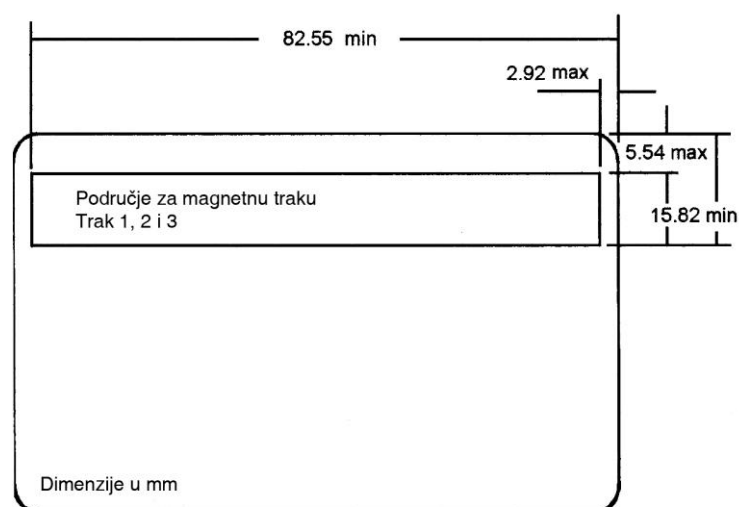 82.55 min
2.92 max
5.54 max
15.82 min
Područje za magnetnu traku
Trak 1, 2 i 3
Dimenzije u mm